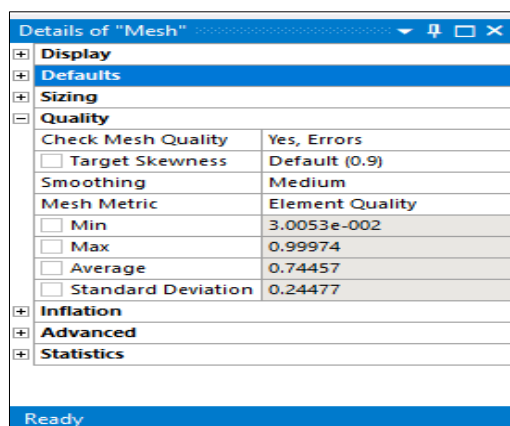 Details of "Mesh"
Display
Defaults
Sizing
Quality
Check Mesh Quality Yes, Errors
Target Skewness Default (0.9)
Smoothing Medium
Mesh Metric Element Quality
Min 3.0053e-002
Max 0.99974
Average 0.74457
Standard Deviation 0.24477
Inflation
Advanced
Statistics
Ready